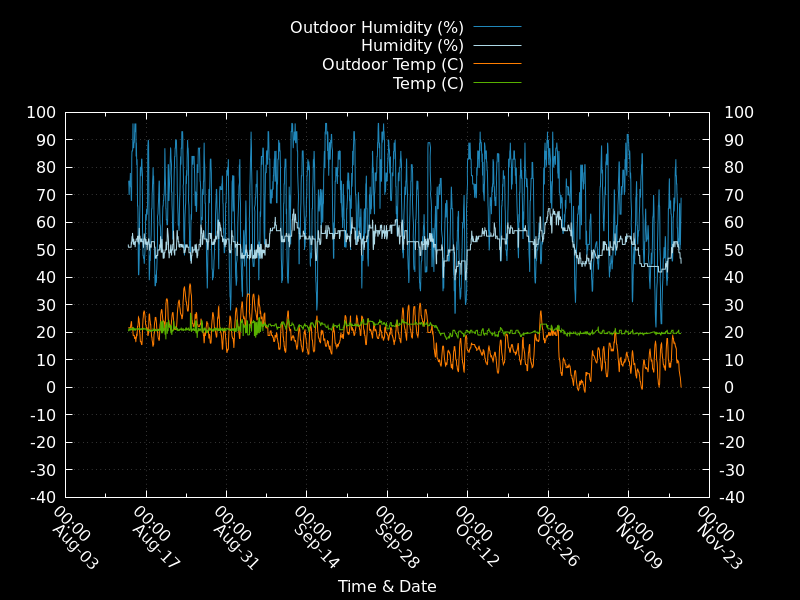 Outdoor Humidity (%)
Humidity (%)
Outdoor Temp (C)
Temp (C)
100 100
90 90
80 80
70 70
60 60
50 50
40 40
30 30
20 20
10 10
0 0
-10 -10
-20 -20
-30 -30
-40 -40
00:00 00:00 00:00 00:00 00:00 00:00 00:00 00:00 00:00
Aug-03 Aug-17 Aug-31 Sep-14 Sep-28 Oct-12 Oct-26 Nov-09 Nov-23
Time & Date